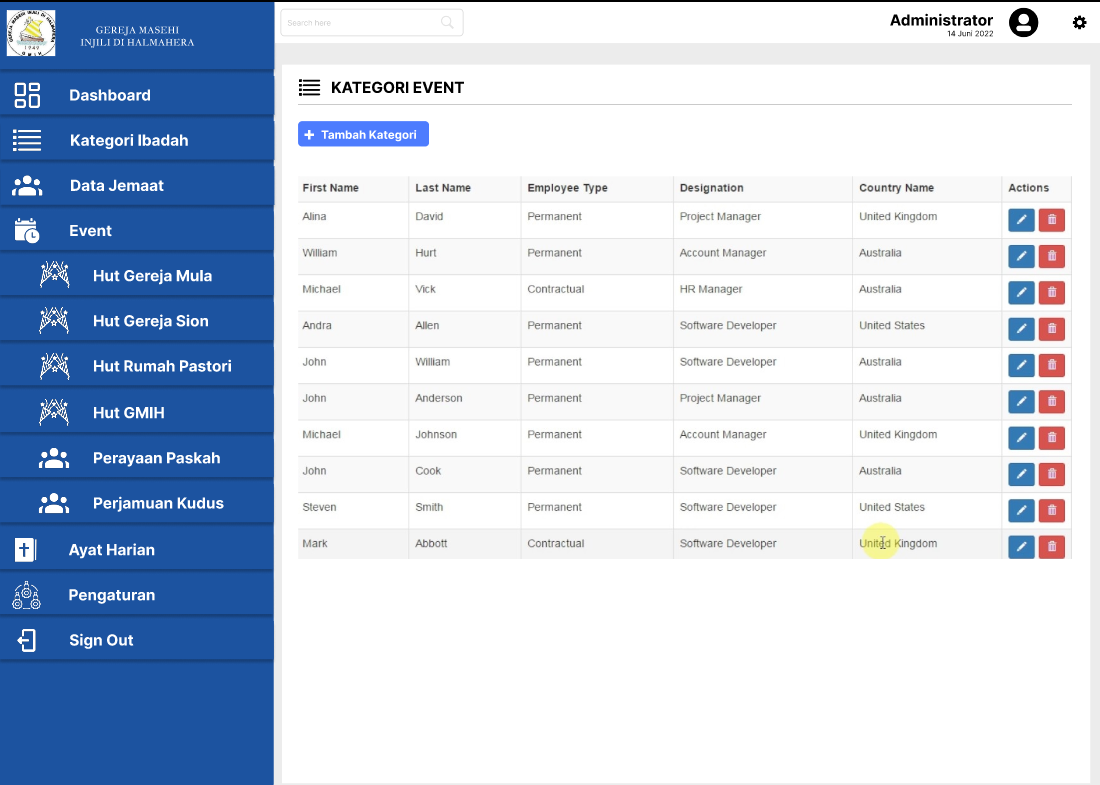 GEREJA MASEHI
INJILI DI HALMAHERA
Search here
Administrator
14 Juni 2022
Dashboard
Kategori Ibadah
Data Jemaat
Event
Hut Gereja Mula
Hut Gereja Sion
Hut Rumah Pastori
Hut GMIH
Perayaan Paskah
Perjamuan Kudus
Ayat Harian
Pengaturan
Sign Out
KATEGORI EVENT
+ Tambah Kategori
First Name Last Name Employee Type Designation Country Name Actions
Alina David Permanent Project Manager United Kingdom
William Hurt Permanent Account Manager Australia
Michael Vick Contractual HR Manager Australia
Andra Allen Permanent Software Developer United States
John William Permanent Software Developer Australia
John Anderson Permanent Project Manager Australia
Michael Johnson Permanent Account Manager United Kingdom
John Cook Permanent Software Developer Australia
Steven Smith Permanent Software Developer United States
Mark Abbott Contractual Software Developer United Kingdom